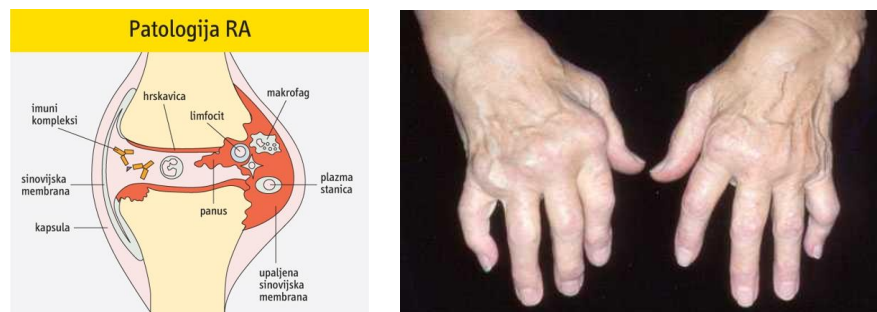 Patologija RA
imuni
kompleksi
hrskavica
limfocit
makrofag
sinovijska
membrana
kapsula
panus
plazma
stanica
upaljena
sinovijska
membrana